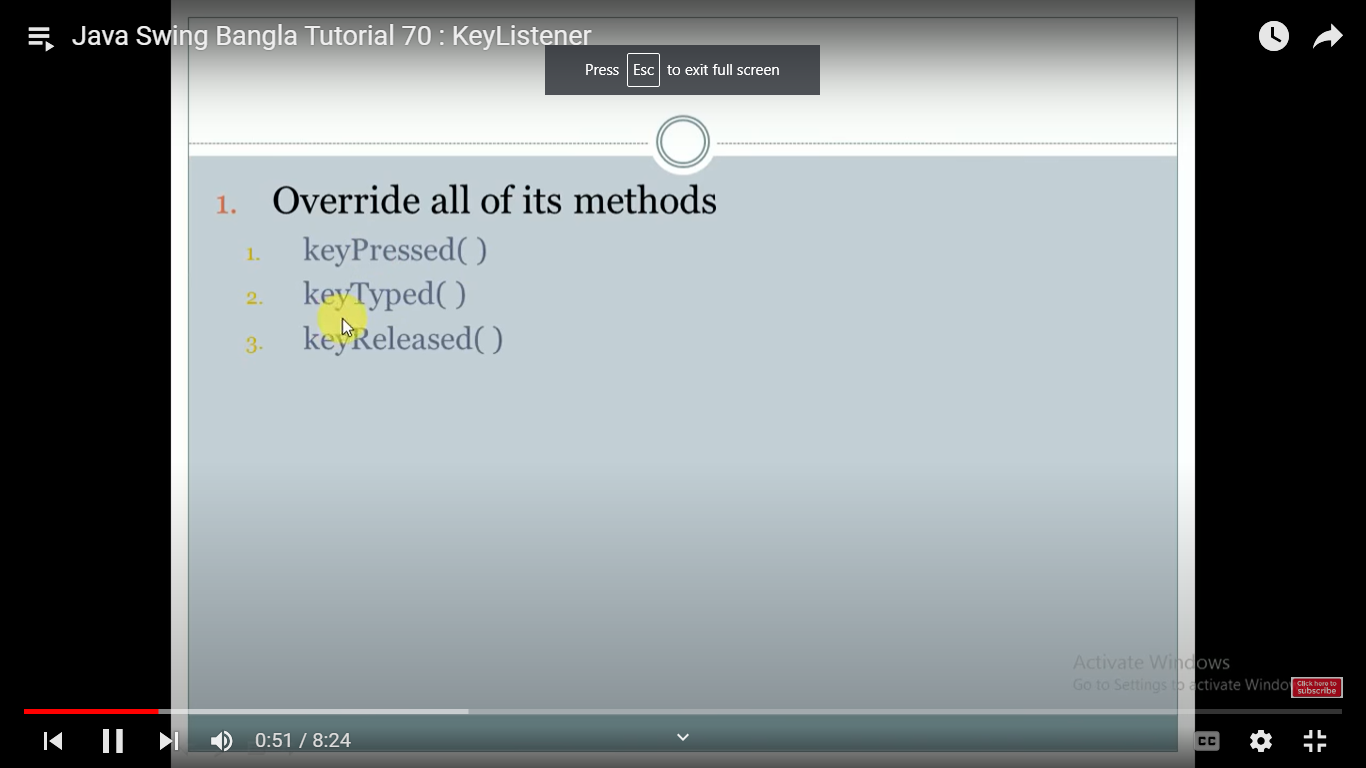 Java Swing Bangla Tutorial 70 : KeyListener
Press Esc to exit full screen
1. Override all of its methods
1. keyPressed( )
2. keyTyped( )
3. keyReleased( )
Activate Windows
Go to Settings to activate Windo
Click here to
subscribe
0:51 / 8:24
CC